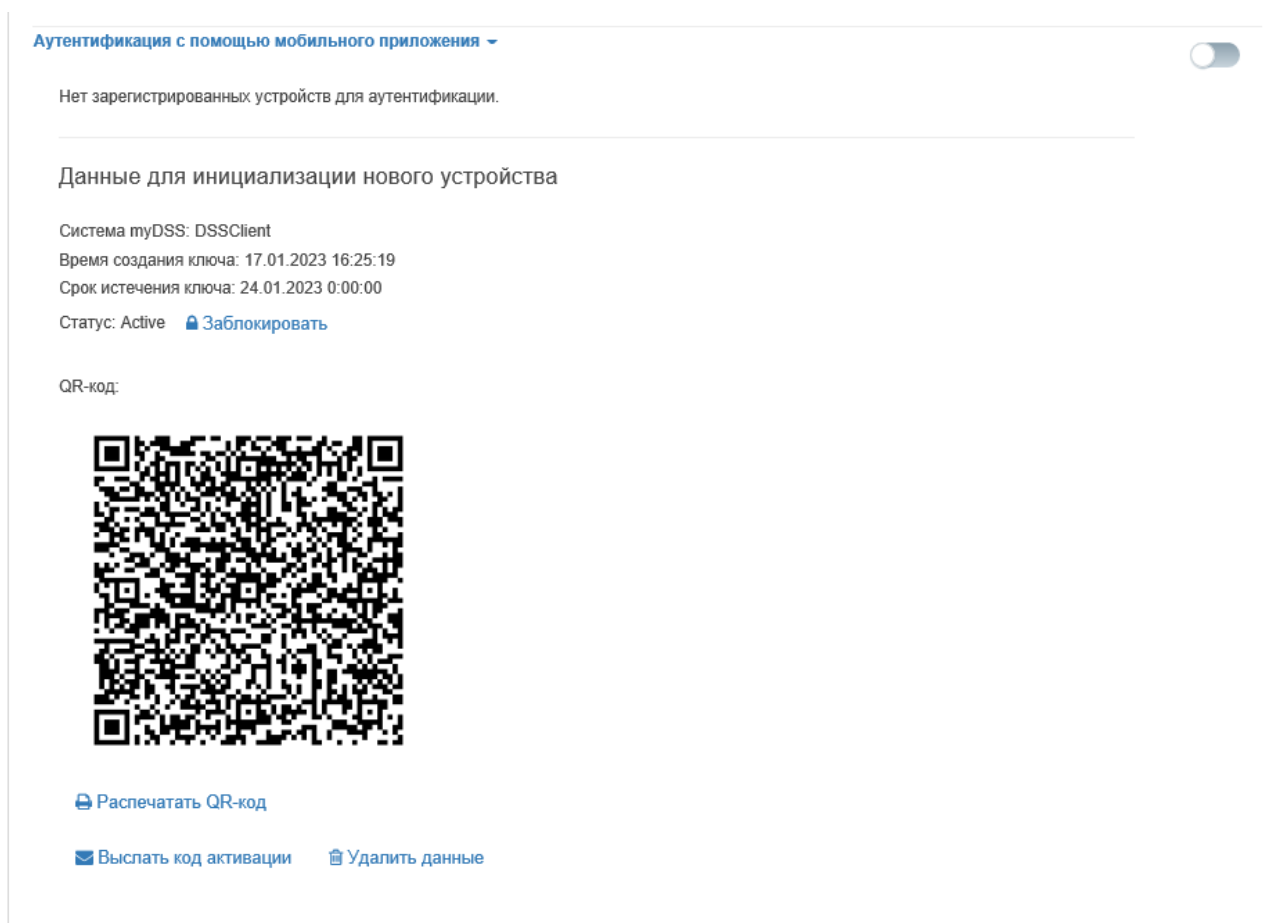 Аутентификация с помощью мобильного приложения
Нет зарегистрированных устройств для аутентификации.
Данные для инициализации нового устройства
Система myDSS: DSSClient
Время создания ключа: 17.01.2023 16:25:19
Срок истечения ключа: 24.01.2023 0:00:00
Статус: Active Заблокировать
QR-код:
Распечатать QR-код
Выслать код активации Удалить данные